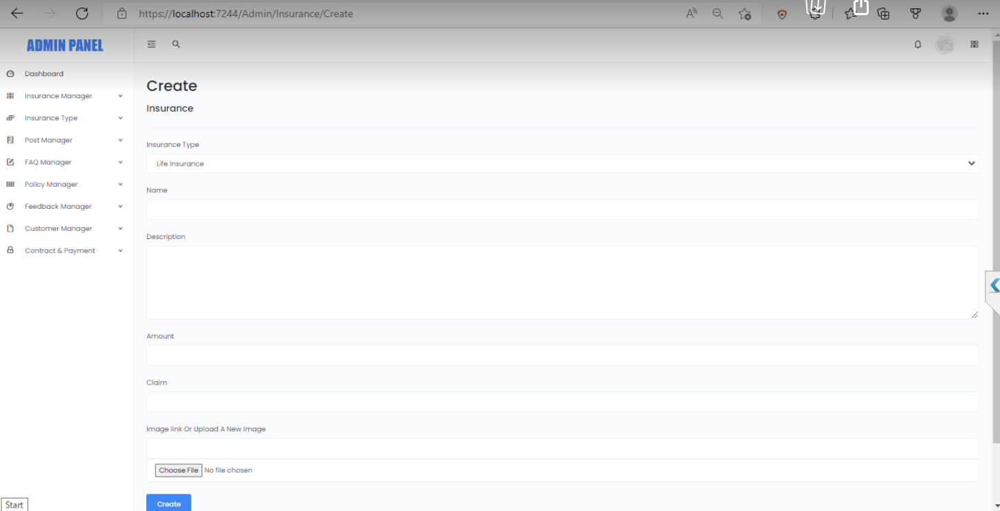 https://localhost:7244/Admin/Insurance/Create
ADMIN PANEL
Dashboard
Insurance Manager
Insurance Type
Post Manager
FAQ Manager
Policy Manager
Feedback Manager
Customer Manager
Contract & Payment
Create
Insurance
Insurance Type
Life Insurance
Name
Description
Amount
Claim
Image link Or Upload A New Image
Choose File No file chosen
Create
Start